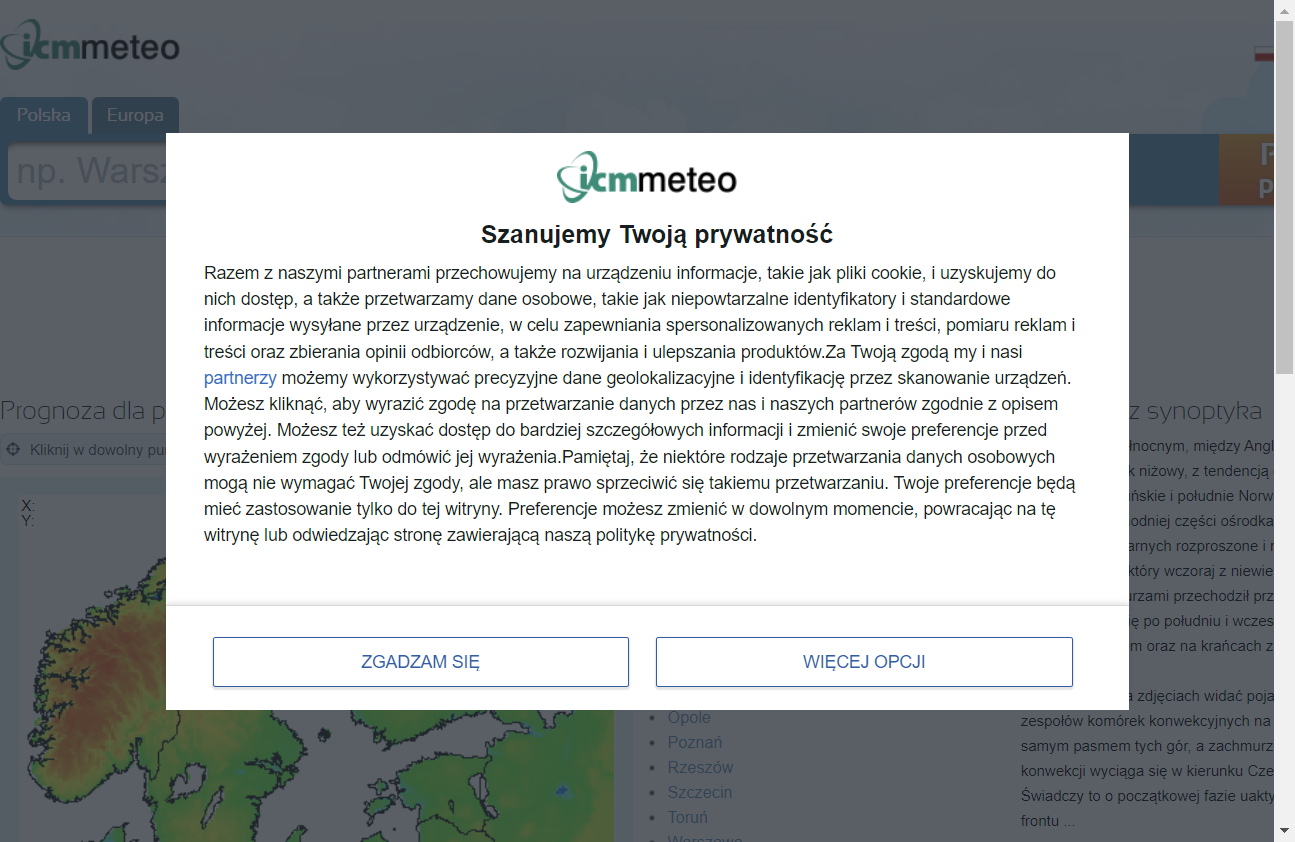 icmmeteo
Polska Europa
np. Warsz
icmmeteo
Szanujemy Twoją prywatność
Razem z naszymi partnerami przechowujemy na urządzeniu informacje, takie jak pliki cookie, i uzyskujemy do
nich dostęp, a także przetwarzamy dane osobowe, takie jak niepowtarzalne identyfikatory i standardowe
informacje wysyłane przez urządzenie, w celu zapewniania spersonalizowanych reklam i treści, pomiaru reklam i
treści oraz zbierania opinii odbiorców, a także rozwijania i ulepszania produktów.Za Twoją zgodą my i nasi
partnerzy możemy wykorzystywać precyzyjne dane geolokalizacyjne i identyfikację przez skanowanie urządzeń.
Możesz kliknąć, aby wyrazić zgodę na przetwarzanie danych przez nas i naszych partnerów zgodnie z opisem
powyżej. Możesz też uzyskać dostęp do bardziej szczegółowych informacji i zmienić swoje preferencje przed
wyrażeniem zgody lub odmówić jej wyrażenia.Pamiętaj, że niektóre rodzaje przetwarzania danych osobowych
mogą nie wymagać Twojej zgody, ale masz prawo sprzeciwić się takiemu przetwarzaniu. Twoje preferencje będą
mieć zastosowanie tylko do tej witryny. Preferencje możesz zmienić w dowolnym momencie, powracając na tę
witrynę lub odwiedzając stronę zawierającą naszą politykę prywatności.
ZGADZAM SIĘ
WIĘCEJ OPCJI
Prognoza dla p
Kliknij w dowolny pu
X:
Y:
Opole
Poznań
Rzeszów
Szczecin
Toruń
Warszawa
z synoptyka
łnocnym, między Angl
k niżowy, z tendencją
ińskie i południe Norw
hodniej części ośrodka
arnych rozproszone i
który wczoraj z niewie
urzami przechodził prz
ię po południu i wczes
m oraz na krańcach z
a zdjęciach widać poja
zespołów komórek konwekcyjnych na
samym pasmem tych gór, a zachmurz
konwekcji wyciąga się w kierunku Cze
Świadczy to o początkowej fazie uakty
frontu ...